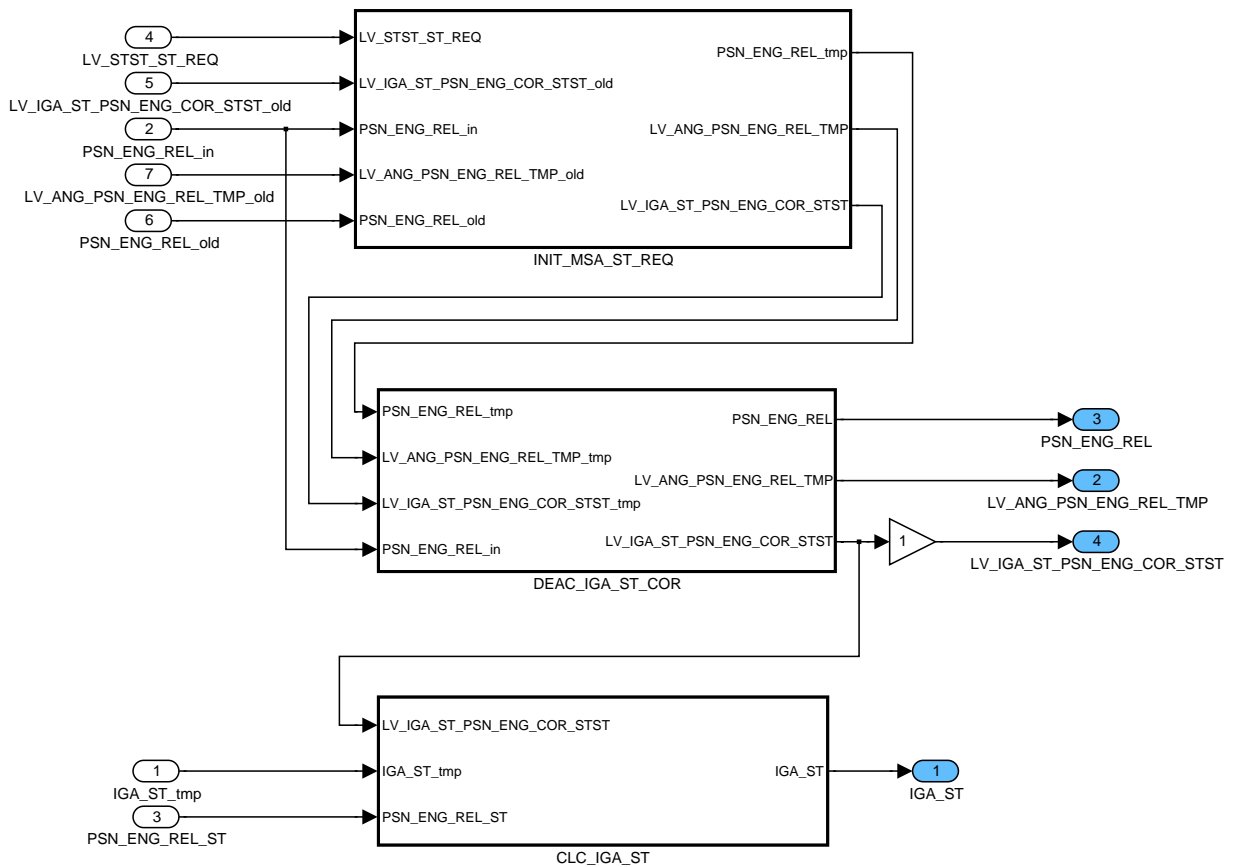 4
LV_STST_ST_REQ
5
LV_IGA_ST_PSN_ENG_COR_STST_old
2
PSN_ENG_REL_in
7
LV_ANG_PSN_ENG_REL_TMP_old
6
PSN_ENG_REL_old
LV_STST_ST_REQ
LV_IGA_ST_PSN_ENG_COR_STST_old
PSN_ENG_REL_in
LV_ANG_PSN_ENG_REL_TMP_old
PSN_ENG_REL_old
PSN_ENG_REL_tmp
LV_ANG_PSN_ENG_REL_TMP
LV_IGA_ST_PSN_ENG_COR_STST
INIT_MSA_ST_REQ
PSN_ENG_REL_tmp
LV_ANG_PSN_ENG_REL_TMP_tmp
LV_IGA_ST_PSN_ENG_COR_STST_tmp
PSN_ENG_REL_in
PSN_ENG_REL
LV_ANG_PSN_ENG_REL_TMP
LV_IGA_ST_PSN_ENG_COR_STST
DEAC_IGA_ST_COR
3
PSN_ENG_REL
2
LV_ANG_PSN_ENG_REL_TMP
1
4
LV_IGA_ST_PSN_ENG_COR_STST
1
IGA_ST_tmp
3
PSN_ENG_REL_ST
LV_IGA_ST_PSN_ENG_COR_STST
IGA_ST_tmp
PSN_ENG_REL_ST
IGA_ST
CLC_IGA_ST
1
IGA_ST